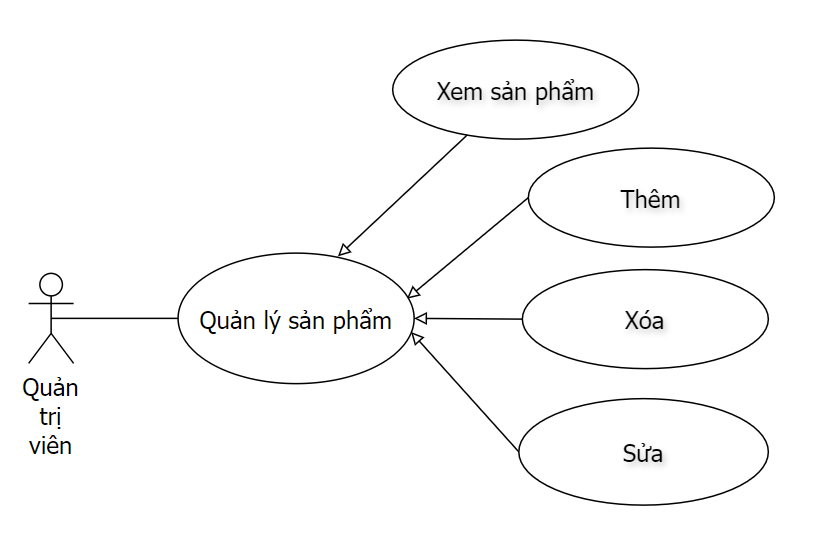 Xem sản phẩm
Thêm
Quản lý sản phẩm
Xóa
Sửa
Quản
trị
viên